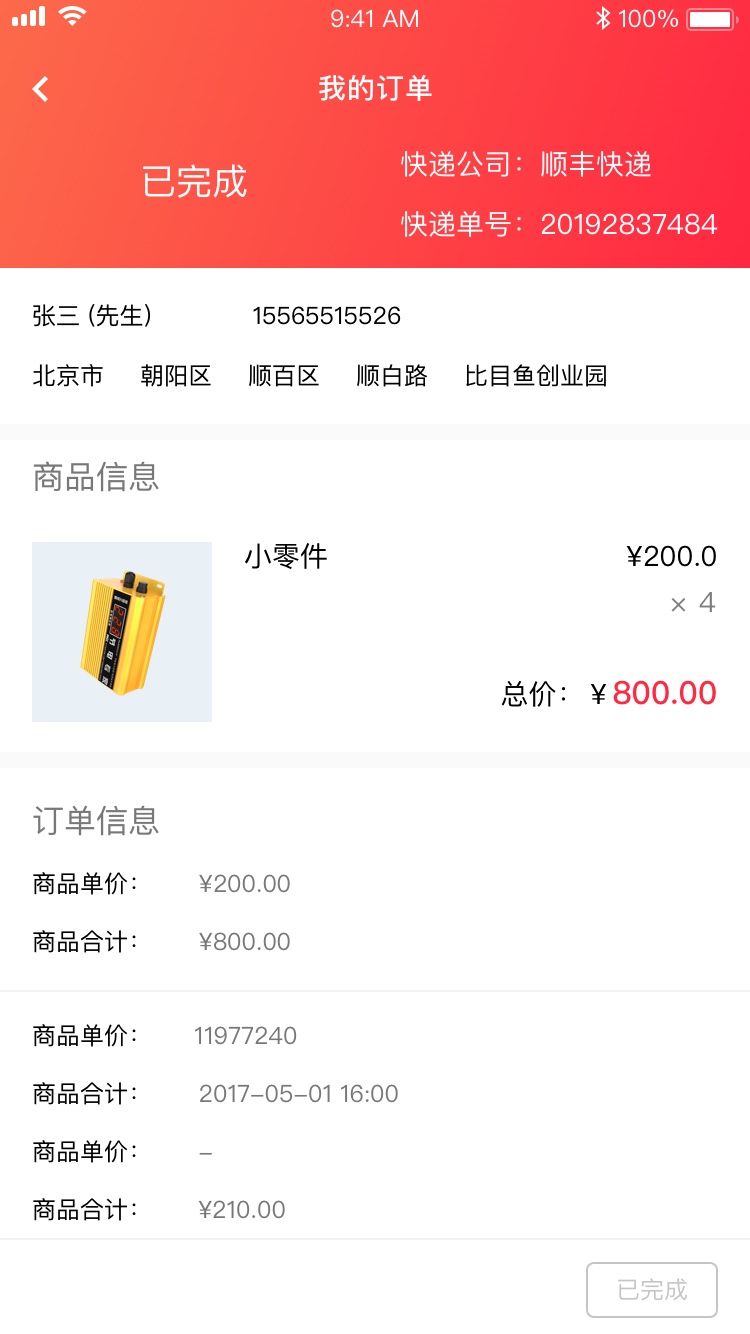 9:41 AM 100%
我的订单
已完成
快递公司：顺丰快递
快递单号：20192837484
张三 (先生) 15565515526
北京市 朝阳区 顺百区 顺白路 比目鱼创业园
商品信息
小零件 ¥200.0
× 4
总价： ¥ 800.00
订单信息
商品单价： ¥200.00
商品合计： ¥800.00
商品单价： 11977240
商品合计： 2017–05–01 16:00
商品单价： –
商品合计： ¥210.00
已完成